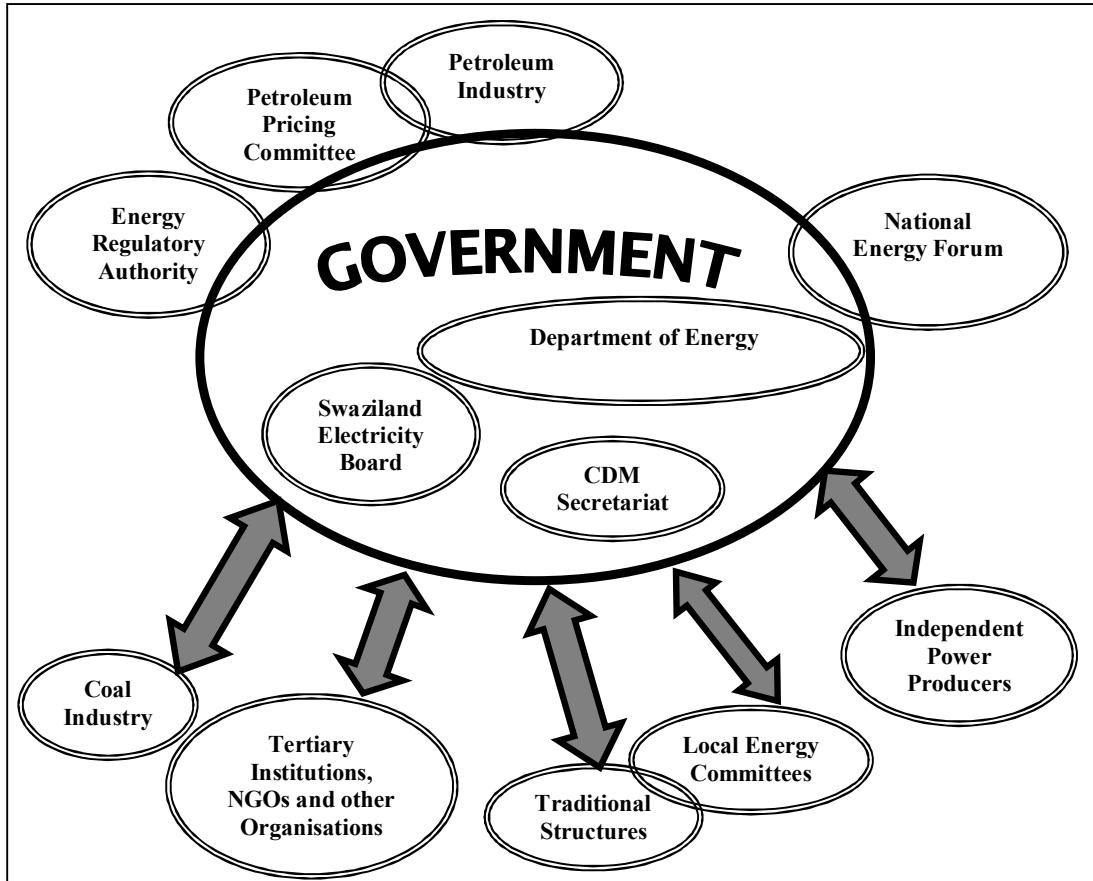 Petroleum
Industry
Petroleum
Pricing
Committee
Energy
Regulatory
Authority
National
Energy Forum
GOVERNMENT
Department of Energy
Swaziland
Electricity
Board
CDM
Secretariat
Independent
Power
Producers
Coal
Industry
Tertiary
Institutions,
NGOs and other
Organisations
Traditional
Structures
Local Energy
Committees